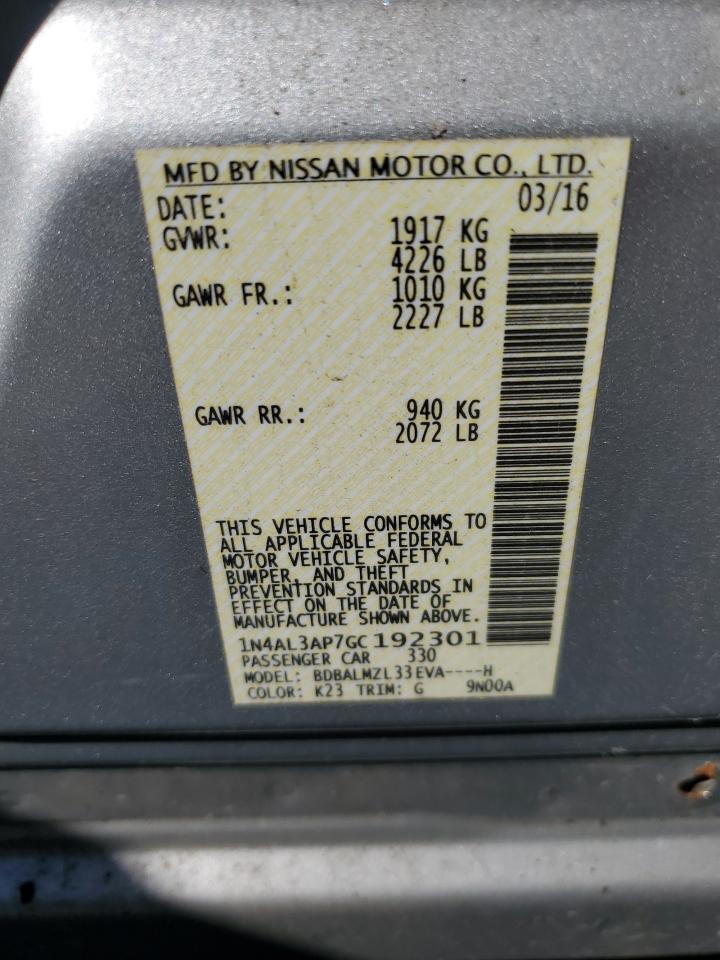 MFD BY NISSAN MOTOR CO., LTD.
DATE: 03/16
GVWR: 1917 KG
4226 LB
GAWR FR.: 1010 KG
2227 LB
GAWR RR.: 940 KG
2072 LB
THIS VEHICLE CONFORMS TO
ALL APPLICABLE FEDERAL
MOTOR VEHICLE SAFETY,
BUMPER, AND THEFT
PREVENTION STANDARDS IN
EFFECT ON THE DATE OF
MANUFACTURE SHOWN ABOVE.
1N4AL3AP7GC192301
PASSENGER CAR 330
MODEL: BDBALMZL33EVA----H
COLOR: K23 TRIM: G 9N00A